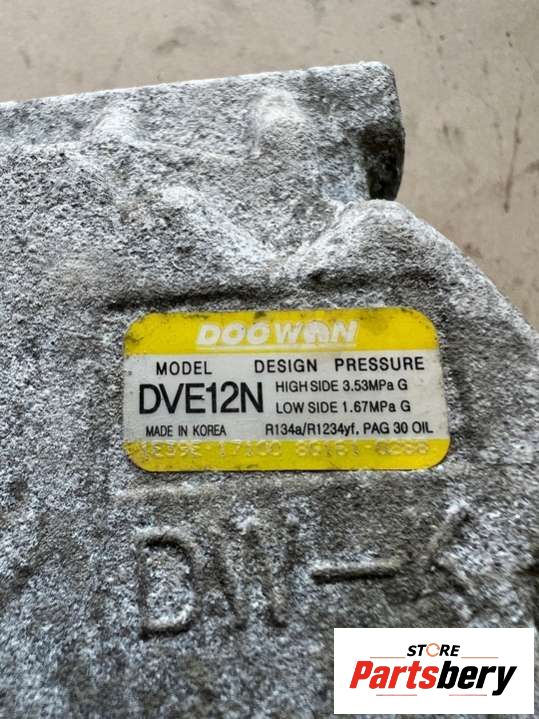 DOOWON
MODEL DESIGN PRESSURE
DVE12N
HIGH SIDE 3.53MPa G
LOW SIDE 1.67MPa G
MADE IN KOREA R134a/R1234yf, PAG 30 OIL
DW-K
STORE
Partsbery